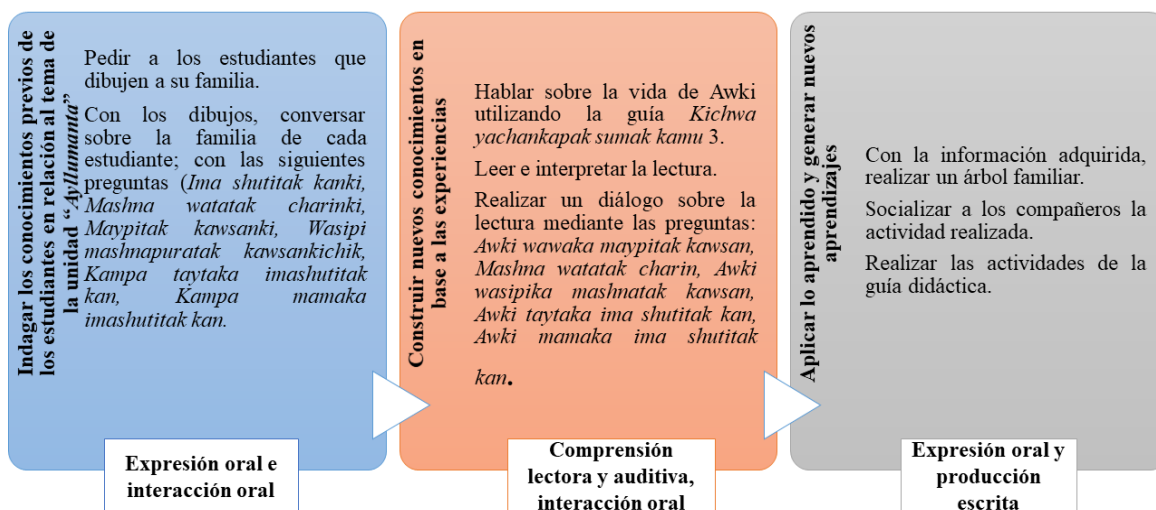 Indagar los conocimientos previos de
los estudiantes en relación al tema de
la unidad “Ayllumanta”
Pedir a los estudiantes que
dibujen a su familia.
Con los dibujos, conversar
sobre la familia de cada
estudiante; con las siguientes
preguntas (Ima shutitak kanki,
Mashna watatak charinki,
Maypitak kawsanki, Wasipi
mashnapuratak kawsankichik,
Kampa taytaka imashutitak
kan, Kampa mamaka
imashutitak kan.
Expresión oral e
interacción oral
Construir nuevos conocimientos en
base a las experiencias
Hablar sobre la vida de Awki
utilizando la guía Kichwa
yachankapak sumak kamu 3.
Leer e interpretar la lectura.
Realizar un diálogo sobre la
lectura mediante las preguntas:
Awki wawaka maypitak kawsan,
Mashna watatak charin, Awki
wasipika mashnatak kawsan,
Awki taytaka ima shutitak kan,
Awki mamaka ima shutitak
kan.
Comprensión
lectora y auditiva,
interacción oral
Aplicar lo aprendido y generar nuevos
aprendizajes
Con la información adquirida,
realizar un árbol familiar.
Socializar a los compañeros la
actividad realizada.
Realizar las actividades de la
guía didáctica.
Expresión oral y
producción
escrita